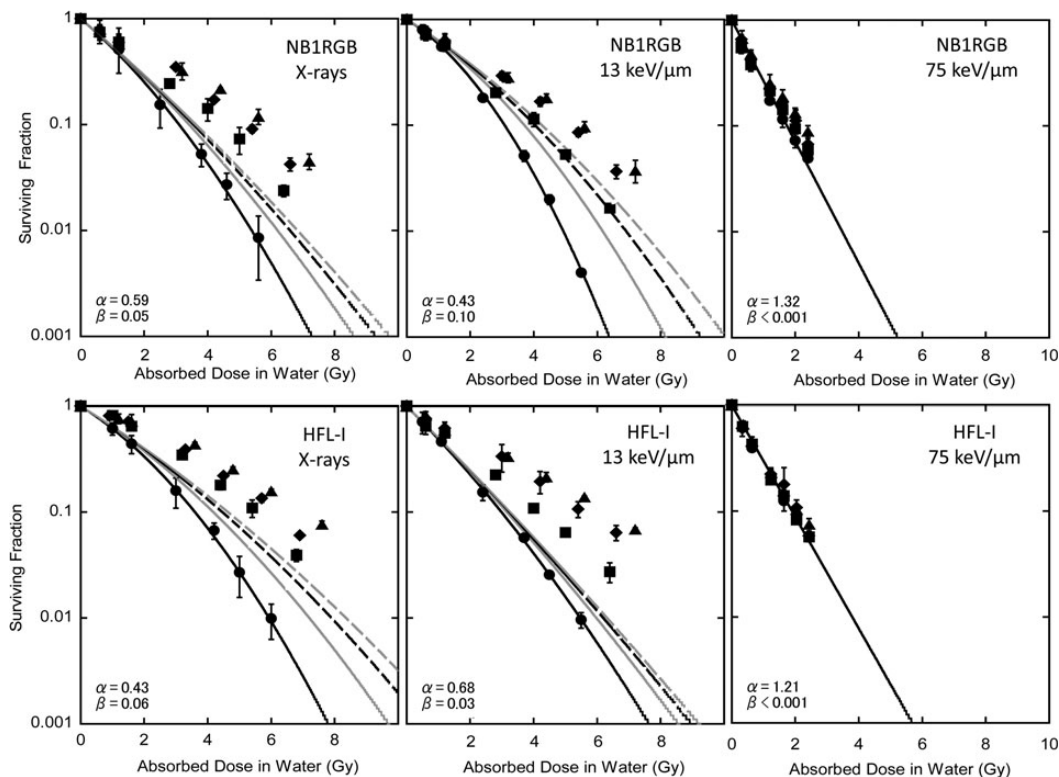 NB1RGB
X-rays
NB1RGB
13 keV/μm
NB1RGB
75 keV/μm
Surviving Fraction
1
0.1
0.01
0.001
α = 0.59
β = 0.05
α = 0.43
β = 0.10
α = 1.32
β < 0.001
0 2 4 6 8 0 2 4 6 8 0 2 4 6 8 10
Absorbed Dose in Water (Gy)
Absorbed Dose in Water (Gy)
Absorbed Dose in Water (Gy)
HFL-I
X-rays
HFL-I
13 keV/μm
HFL-I
75 keV/μm
Surviving Fraction
1
0.1
0.01
0.001
α = 0.43
β = 0.06
α = 0.68
β = 0.03
α = 1.21
β < 0.001
0 2 4 6 8 0 2 4 6 8 0 2 4 6 8 10
Absorbed Dose in Water (Gy)
Absorbed Dose in Water (Gy)
Absorbed Dose in Water (Gy)